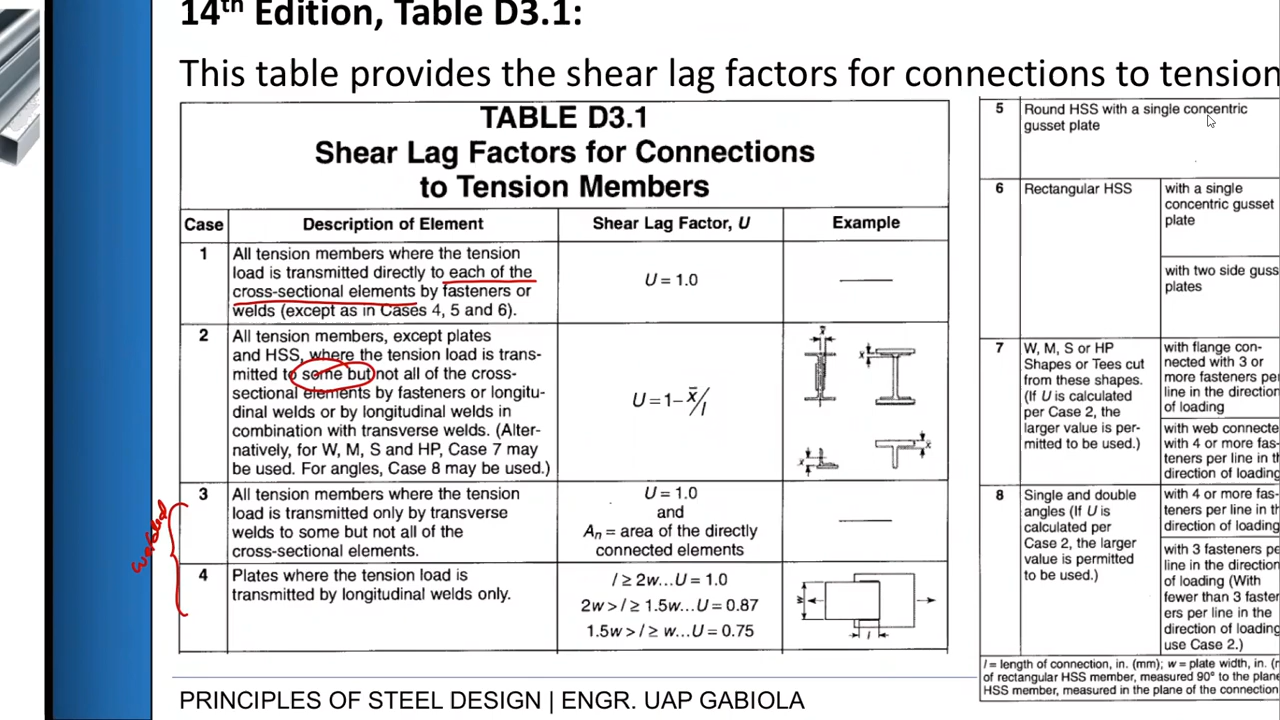 14th Edition, Table D3.1:
This table provides the shear lag factors for connections to tension
TABLE D3.1
Shear Lag Factors for Connections
to Tension Members
Case
Description of Element
Shear Lag Factor, U
Example
1
All tension members where the tension
load is transmitted directly to each of the
cross-sectional elements by fasteners or
welds (except as in Cases 4, 5 and 6).
U = 1.0
2
All tension members, except plates
and HSS, where the tension load is trans-
mitted to some but not all of the cross-
sectional elements by fasteners or longitu-
dinal welds or by longitudinal welds in
combination with transverse welds. (Alter-
natively, for W, M, S and HP, Case 7 may
be used. For angles, Case 8 may be used.)
U = 1- x̄/l
x̄
x
x
x
welded
3
All tension members where the tension
load is transmitted only by transverse
welds to some but not all of the
cross-sectional elements.
U = 1.0
and
An = area of the directly
connected elements
4
Plates where the tension load is
transmitted by longitudinal welds only.
l ≥ 2w...U = 1.0
2w > l ≥ 1.5w...U = 0.87
1.5w > l ≥ w...U = 0.75
w
l
5
Round HSS with a single concentric
gusset plate
6
Rectangular HSS
with a single
concentric gusset
plate
with two side guss
plates
7
W, M, S or HP
Shapes or Tees cut
from these shapes.
(If U is calculated
per Case 2, the
larger value is per-
mitted to be used.)
with flange con-
nected with 3 or
more fasteners per
line in the direction
of loading
with web connecte
with 4 or more fas-
teners per line in th
direction of loading
8
Single and double
angles (If U is
calculated per
Case 2, the larger
value is permitted
to be used.)
with 4 or more fas-
teners per line in th
direction of loading
with 3 fasteners pe
line in the direction
of loading (With
fewer than 3 faster
ers per line in the
direction of loading
use Case 2.)
l = length of connection, in. (mm); w = plate width, in. (
of rectangular HSS member, measured 90° to the plane
HSS member, measured in the plane of the connection
PRINCIPLES OF STEEL DESIGN | ENGR. UAP GABIOLA